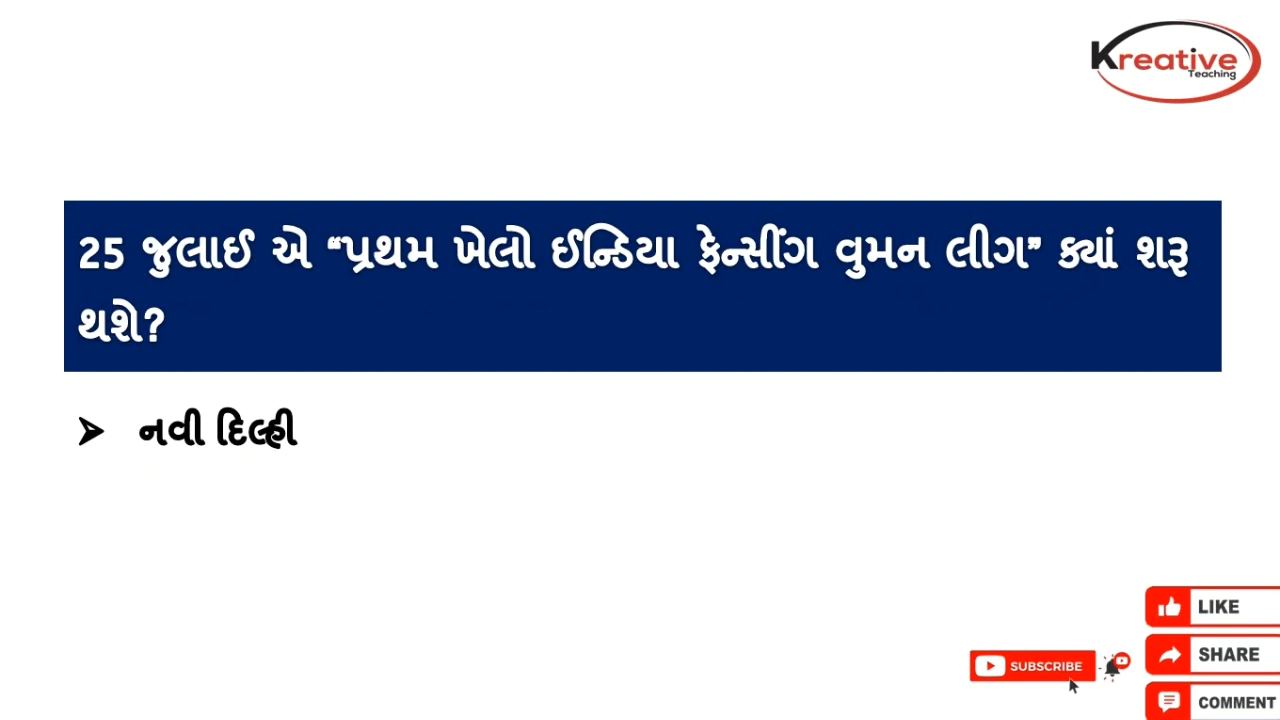 Kreative
Teaching
25 જુલાઈ એ “પ્રથમ ખેલો ઈન્ડિયા ફેન્સીંગ વુમન લીગ” ક્યાં શરૂ
થશે?
➤ નવી દિલ્હી
LIKE
SHARE
SUBSCRIBE
COMMENT